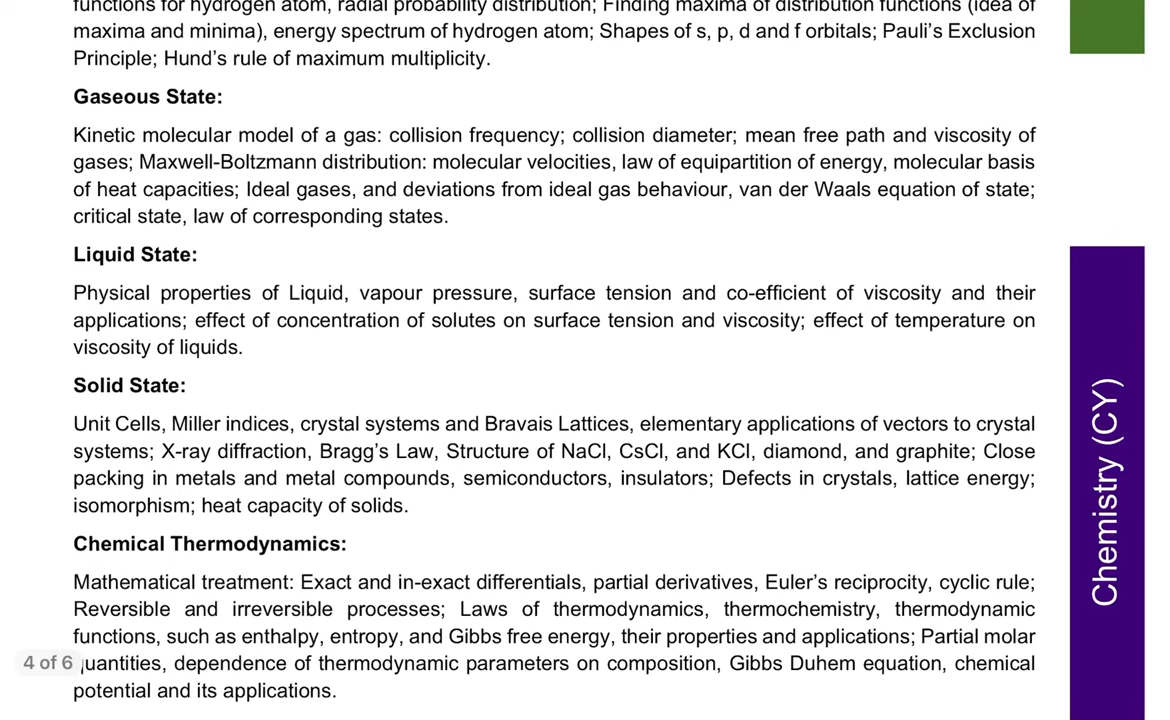 functions for hydrogen atom, radial probability distribution; Finding maxima of distribution functions (idea of
maxima and minima), energy spectrum of hydrogen atom; Shapes of s, p, d and f orbitals; Pauli’s Exclusion
Principle; Hund’s rule of maximum multiplicity.
Gaseous State:
Kinetic molecular model of a gas: collision frequency; collision diameter; mean free path and viscosity of
gases; Maxwell-Boltzmann distribution: molecular velocities, law of equipartition of energy, molecular basis
of heat capacities; Ideal gases, and deviations from ideal gas behaviour, van der Waals equation of state;
critical state, law of corresponding states.
Liquid State:
Physical properties of Liquid, vapour pressure, surface tension and co-efficient of viscosity and their
applications; effect of concentration of solutes on surface tension and viscosity; effect of temperature on
viscosity of liquids.
Solid State:
Unit Cells, Miller indices, crystal systems and Bravais Lattices, elementary applications of vectors to crystal
systems; X-ray diffraction, Bragg’s Law, Structure of NaCl, CsCl, and KCl, diamond, and graphite; Close
packing in metals and metal compounds, semiconductors, insulators; Defects in crystals, lattice energy;
isomorphism; heat capacity of solids.
Chemical Thermodynamics:
Mathematical treatment: Exact and in-exact differentials, partial derivatives, Euler’s reciprocity, cyclic rule;
Reversible and irreversible processes; Laws of thermodynamics, thermochemistry, thermodynamic
functions, such as enthalpy, entropy, and Gibbs free energy, their properties and applications; Partial molar
quantities, dependence of thermodynamic parameters on composition, Gibbs Duhem equation, chemical
potential and its applications.
4 of 6
Chemistry (CY)